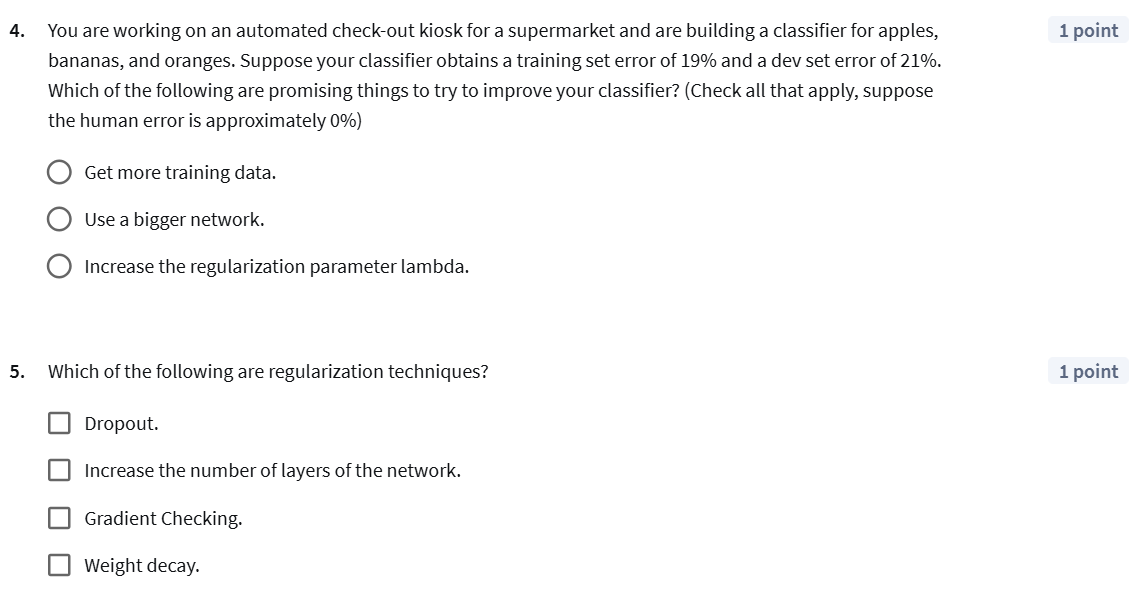 4. You are working on an automated check-out kiosk for a supermarket and are building a classifier for apples, 1 point
bananas, and oranges. Suppose your classifier obtains a training set error of 19% and a dev set error of 21%.
Which of the following are promising things to try to improve your classifier? (Check all that apply, suppose
the human error is approximately 0%)
Get more training data.
Use a bigger network.
Increase the regularization parameter lambda.
5. Which of the following are regularization techniques? 1 point
Dropout.
Increase the number of layers of the network.
Gradient Checking.
Weight decay.